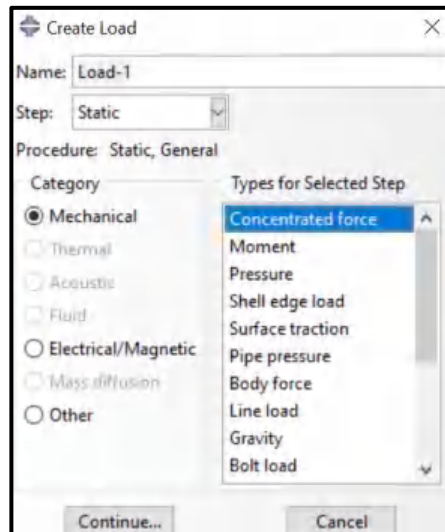 Create Load
Name: Load-1
Step: Static
Procedure: Static, General
Category
Mechanical
Thermal
Acoustic
Fluid
Electrical/Magnetic
Mass diffusion
Other
Types for Selected Step
Concentrated force
Moment
Pressure
Shell edge load
Surface traction
Pipe pressure
Body force
Line load
Gravity
Bolt load
Continue...
Cancel